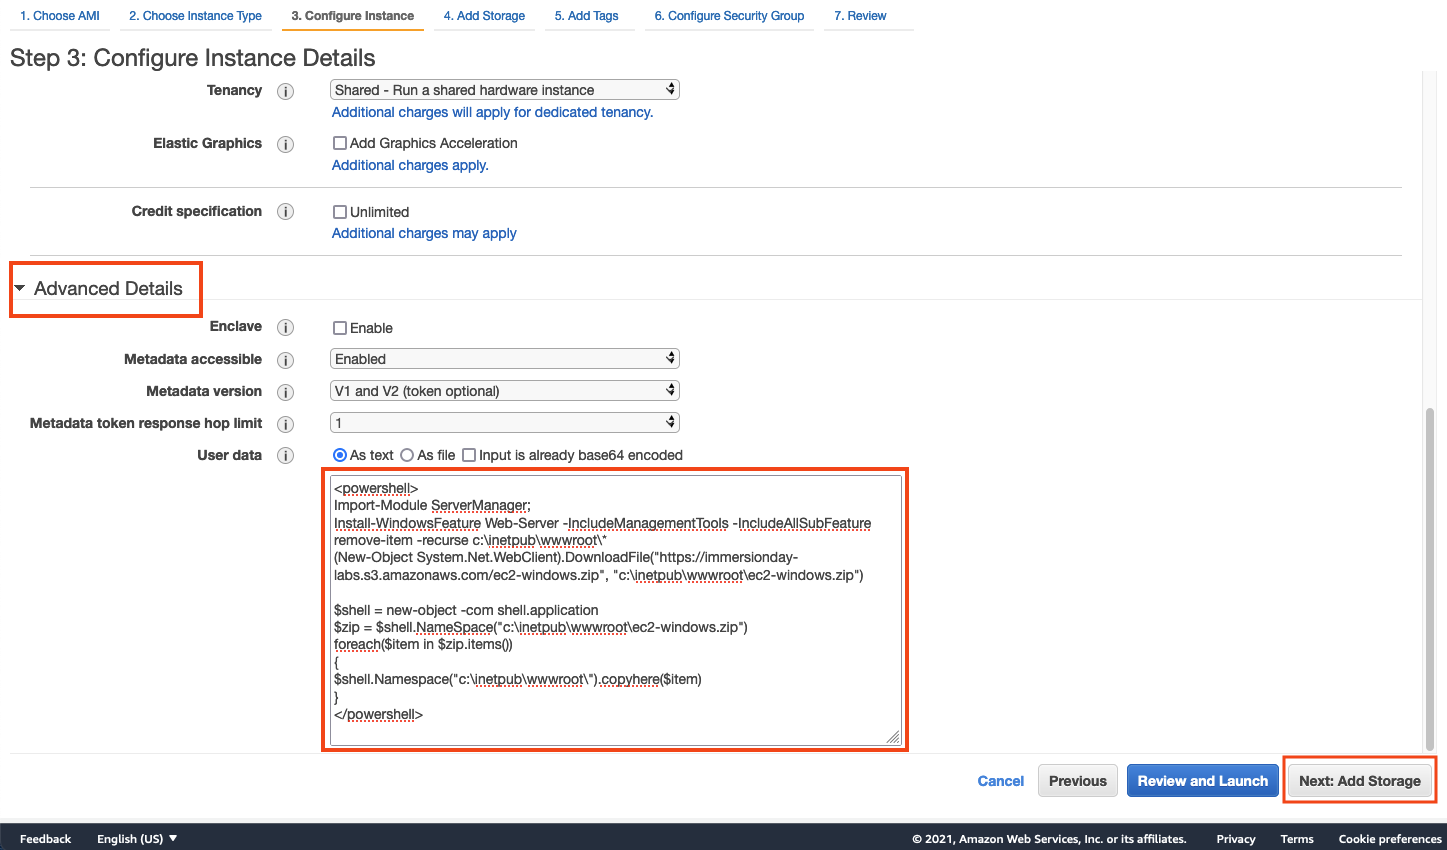 1. Choose AMI 2. Choose Instance Type 3. Configure Instance 4. Add Storage 5. Add Tags 6. Configure Security Group 7. Review
Step 3: Configure Instance Details
Tenancy i Shared - Run a shared hardware instance
Additional charges will apply for dedicated tenancy.
Elastic Graphics i Add Graphics Acceleration
Additional charges apply.
Credit specification i Unlimited
Additional charges may apply
Advanced Details
Enclave i Enable
Metadata accessible i Enabled
Metadata version i V1 and V2 (token optional)
Metadata token response hop limit i 1
User data i As text As file Input is already base64 encoded
<powershell>
Import-Module ServerManager;
Install-WindowsFeature Web-Server -IncludeManagementTools -IncludeAllSubFeature
remove-item -recurse c:\inetpub\wwwroot\*
(New-Object System.Net.WebClient).DownloadFile("https://immersionday-
labs.s3.amazonaws.com/ec2-windows.zip", "c:\inetpub\wwwroot\ec2-windows.zip")
$shell = new-object -com shell.application
$zip = $shell.NameSpace("c:\inetpub\wwwroot\ec2-windows.zip")
foreach($item in $zip.items())
{
$shell.Namespace("c:\inetpub\wwwroot\").copyhere($item)
}
</powershell>
Cancel Previous Review and Launch Next: Add Storage
Feedback English (US) © 2021, Amazon Web Services, Inc. or its affiliates. Privacy Terms Cookie preferences